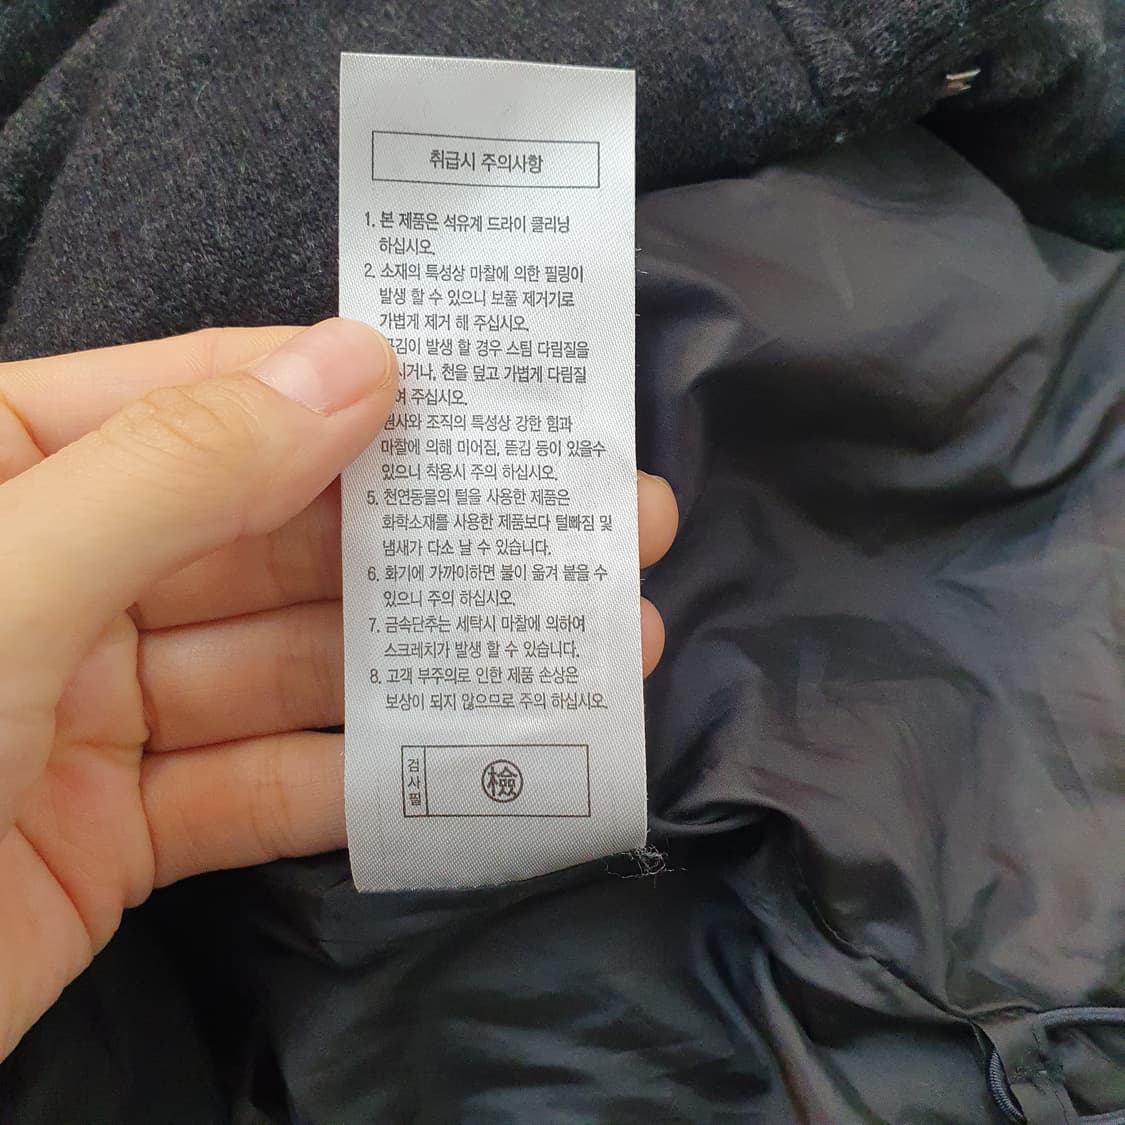 취급시 주의사항
1. 본 제품은 석유계 드라이 클리닝
하십시오.
2. 소재의 특성상 마찰에 의한 필링이
발생 할 수 있으니 보풀 제거기로
가볍게 제거 해 주십시오.
발생 할 경우 스팀 다림질을
천을 덮고 가볍게 다림질
주십시오.
원사와 조직의 특성상 강한 힘과
마찰에 의해 미어짐, 뜯김 등이 있을수
있으니 착용시 주의 하십시오.
5. 천연동물의 털을 사용한 제품은
화학소재를 사용한 제품보다 털빠짐 및
냄새가 다소 날 수 있습니다.
6. 화기에 가까이하면 불이 옮겨 붙을 수
있으니 주의 하십시오.
7. 금속단추는 세탁시 마찰에 의하여
스크레치가 발생 할 수 있습니다.
8. 고객 부주의로 인한 제품 손상은
보상이 되지 않으므로 주의 하십시오.
검사필
檢